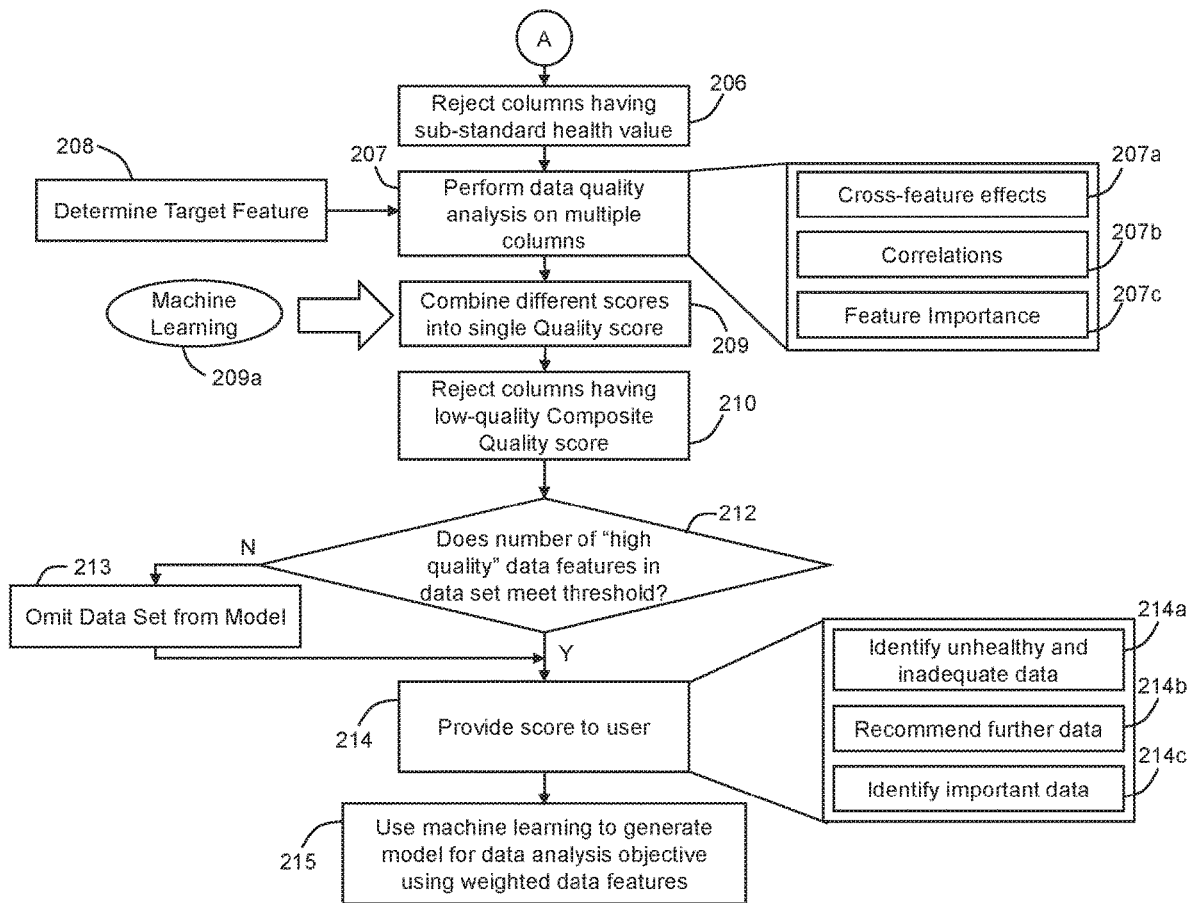 A
Reject columns having
sub-standard health value
206
208
Determine Target Feature
207
Perform data quality
analysis on multiple
columns
207a
Cross-feature effects
207b
Correlations
207c
Feature Importance
Machine
Learning
209a
Combine different scores
into single Quality score
209
Reject columns having
low-quality Composite
Quality score
210
212
Does number of “high
quality” data features in
data set meet threshold?
N
213
Omit Data Set from Model
Y
214
Provide score to user
214a
Identify unhealthy and
inadequate data
214b
Recommend further data
214c
Identify important data
215
Use machine learning to generate
model for data analysis objective
using weighted data features